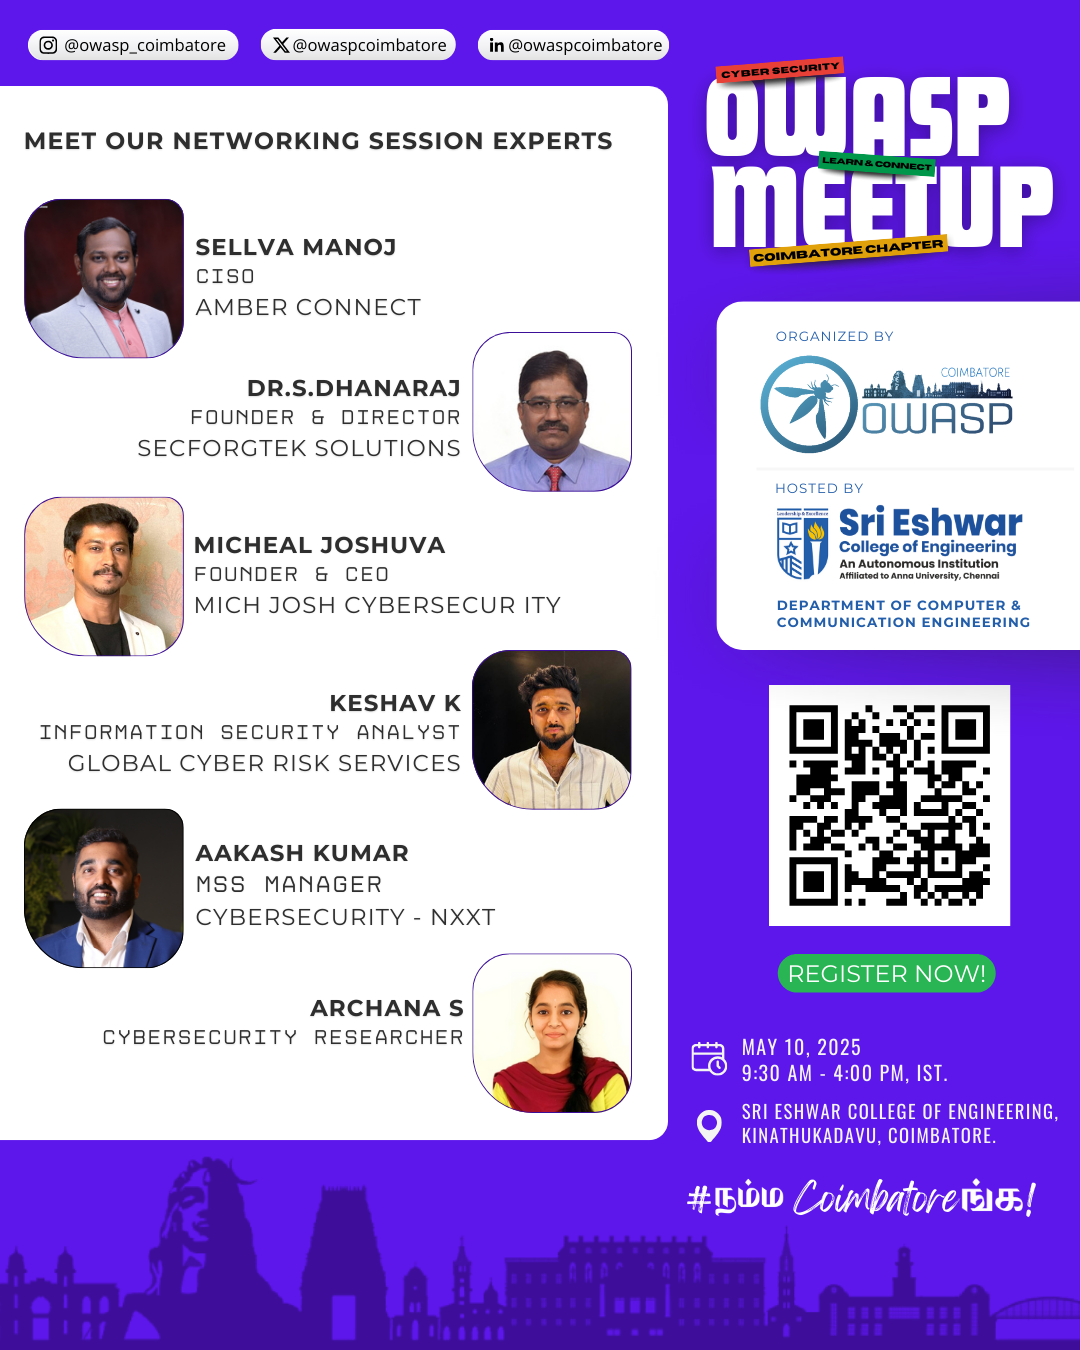 @owasp_coimbatore
@owaspcoimbatore
in @owaspcoimbatore
CYBER SECURITY
OWASP
LEARN & CONNECT
MEETUP
COIMBATORE CHAPTER
MEET OUR NETWORKING SESSION EXPERTS
SELLVA MANOJ
CISO
AMBER CONNECT
DR.S.DHANARAJ
FOUNDER & DIRECTOR
SECFORGTEK SOLUTIONS
MICHEAL JOSHUVA
FOUNDER & CEO
MICH JOSH CYBERSECUR ITY
KESHAV K
INFORMATION SECURITY ANALYST
GLOBAL CYBER RISK SERVICES
AAKASH KUMAR
MSS MANAGER
CYBERSECURITY - NXXT
ARCHANA S
CYBERSECURITY RESEARCHER
ORGANIZED BY
COIMBATORE
OWASP
HOSTED BY
Leadership & Excellence
Sri Eshwar
College of Engineering
An Autonomous Institution
Affiliated to Anna University, Chennai
DEPARTMENT OF COMPUTER &
COMMUNICATION ENGINEERING
REGISTER NOW!
MAY 10, 2025
9:30 AM - 4:00 PM, IST.
SRI ESHWAR COLLEGE OF ENGINEERING,
KINATHUKADAVU, COIMBATORE.
#நம்ம Coimbatoreங்க!